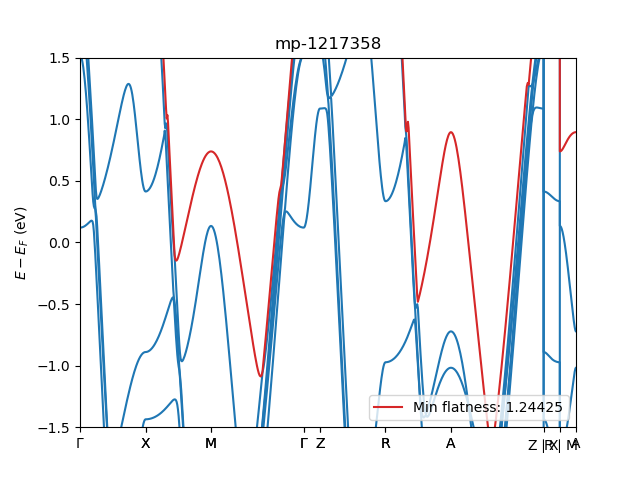 mp-1217358
E − E_F (eV)
1.5
1.0
0.5
0.0
−0.5
−1.0
−1.5
Min flatness: 1.24425
Γ X M Γ Z R A Z | R X | M A